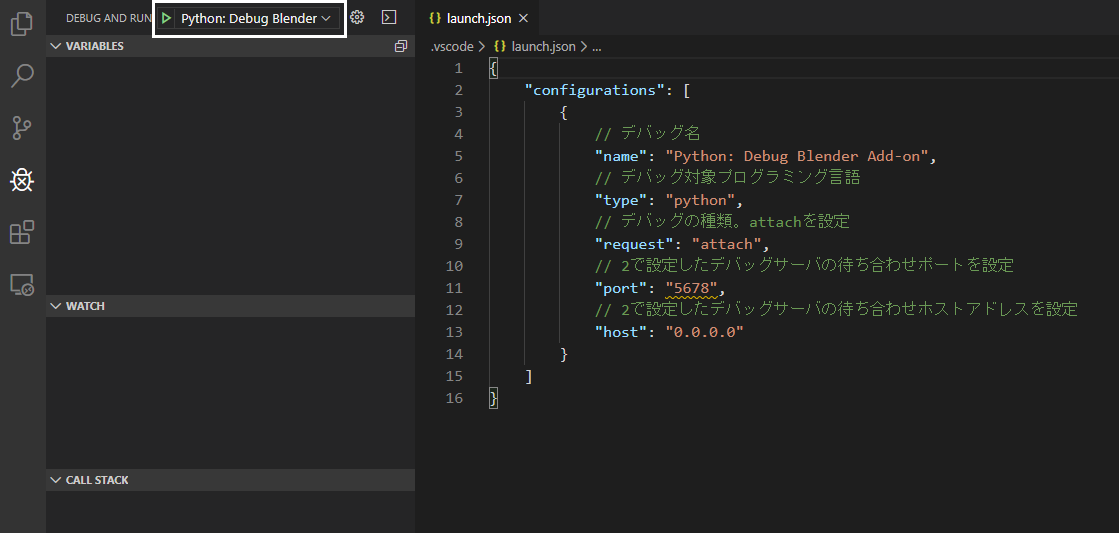 DEBUG AND RUN
Python: Debug Blender
VARIABLES
WATCH
CALL STACK
{} launch.json ×
.vscode > {} launch.json > ...
1 {
2 "configurations": [
3 {
4 // デバッグ名
5 "name": "Python: Debug Blender Add-on",
6 // デバッグ対象プログラミング言語
7 "type": "python",
8 // デバッグの種類。attachを設定
9 "request": "attach",
10 // 2で設定したデバッグサーバの待ち合わせポートを設定
11 "port": "5678",
12 // 2で設定したデバッグサーバの待ち合わせホストアドレスを設定
13 "host": "0.0.0.0"
14 }
15 ]
16 }